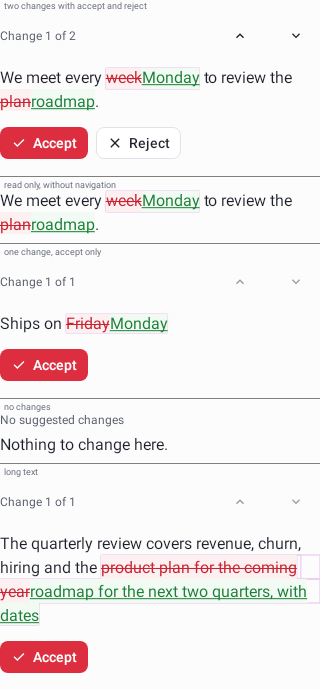 two changes with accept and reject
Change 1 of 2
We meet every weekMonday to review the
planroadmap.
Accept
Reject
read only, without navigation
We meet every weekMonday to review the
planroadmap.
one change, accept only
Change 1 of 1
Ships on FridayMonday
Accept
no changes
No suggested changes
Nothing to change here.
long text
Change 1 of 1
The quarterly review covers revenue, churn,
hiring and the product plan for the coming
yearroadmap for the next two quarters, with
dates
Accept